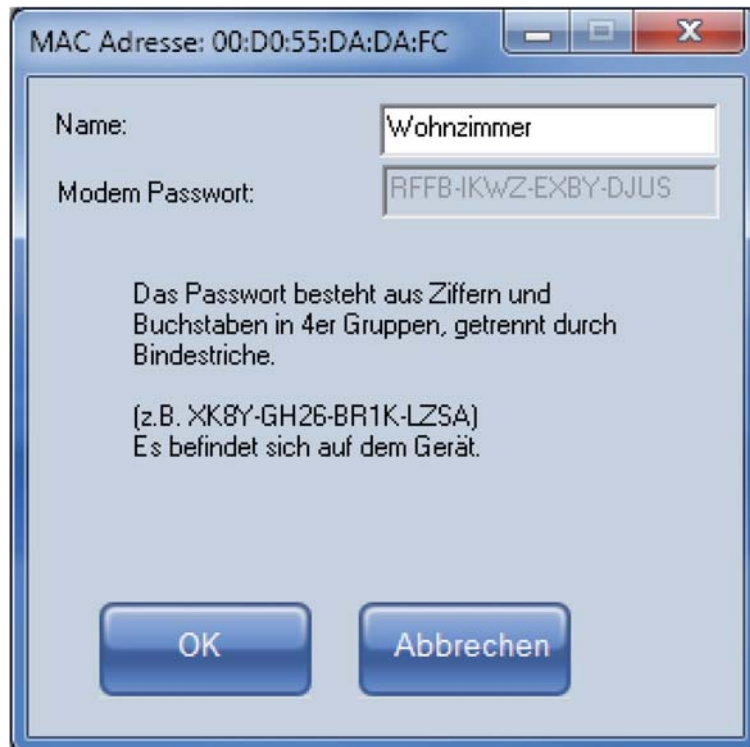 MAC Adresse: 00:D0:55:DA:DA:FC
Name: Wohnzimmer
Modem Passwort: RFFB-IKWZ-EXBY-DJUS
Das Passwort besteht aus Ziffern und
Buchstaben in 4er Gruppen, getrennt durch
Bindestriche.
(z.B. XK8Y-GH26-BR1K-LZSA)
Es befindet sich auf dem Gerät.
OK Abbrechen